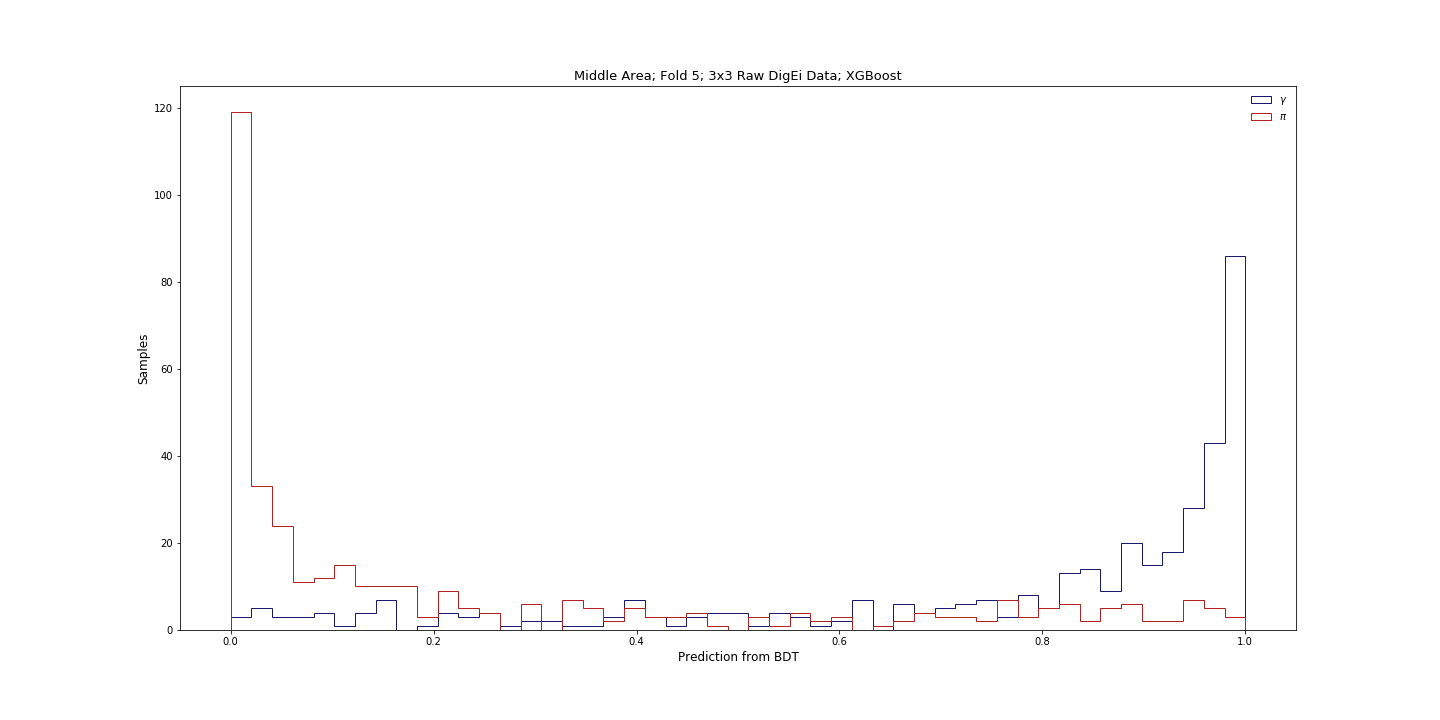 Middle Area; Fold 5; 3x3 Raw DigEi Data; XGBoost
γ
π
120
100
80
60
40
20
0
Samples
0.0 0.2 0.4 0.6 0.8 1.0
Prediction from BDT